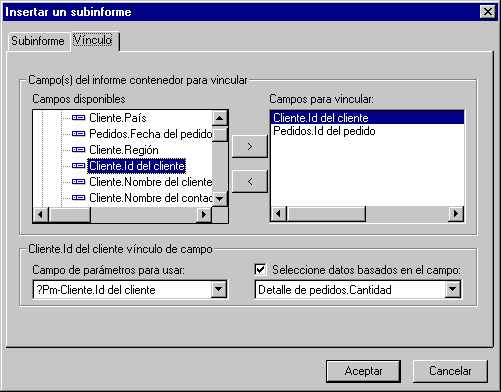 Insertar un subinforme
Subinforme
Vínculo
Campo(s) del informe contenedor para vincular
Campos disponibles
Cliente.País
Pedidos.Fecha del pedido
Cliente.Región
Cliente.Id del cliente
Cliente.Nombre del cliente
Cliente.Nombre del contac
>
<
Campos para vincular:
Cliente.Id del cliente
Pedidos.Id del pedido
Cliente.Id del cliente vínculo de campo
Campo de parámetros para usar:
?Pm-Cliente.Id del cliente
Seleccione datos basados en el campo:
Detalle de pedidos.Cantidad
Aceptar
Cancelar